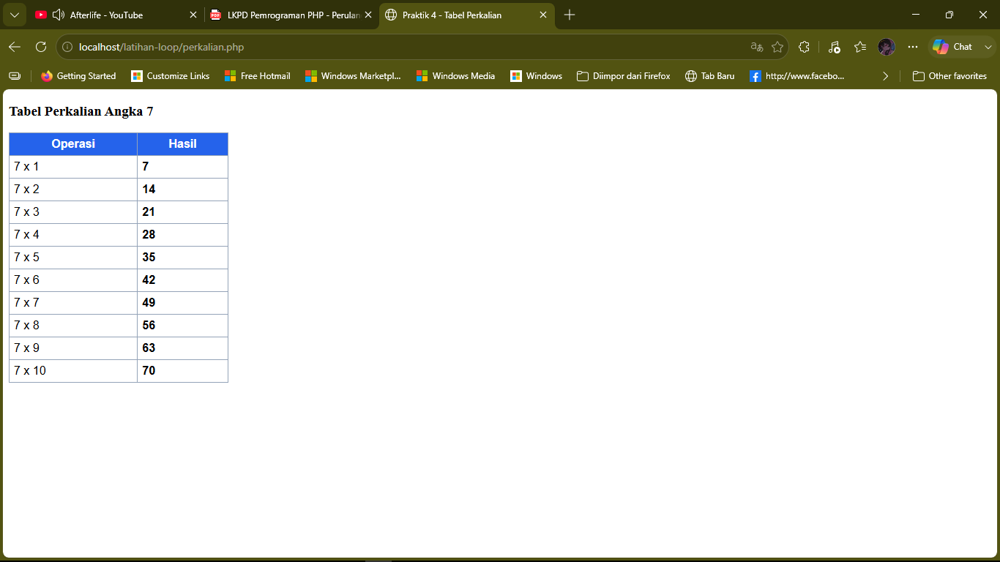 Afterlife - YouTube
LKPD Pemrograman PHP - Perulan
Praktik 4 - Tabel Perkalian
localhost/latihan-loop/perkalian.php
Chat
Getting Started
Customize Links
Free Hotmail
Windows Marketpl...
Windows Media
Windows
Diimpor dari Firefox
Tab Baru
http://www.facebo...
Other favorites
Tabel Perkalian Angka 7
Operasi Hasil
7 x 1 7
7 x 2 14
7 x 3 21
7 x 4 28
7 x 5 35
7 x 6 42
7 x 7 49
7 x 8 56
7 x 9 63
7 x 10 70